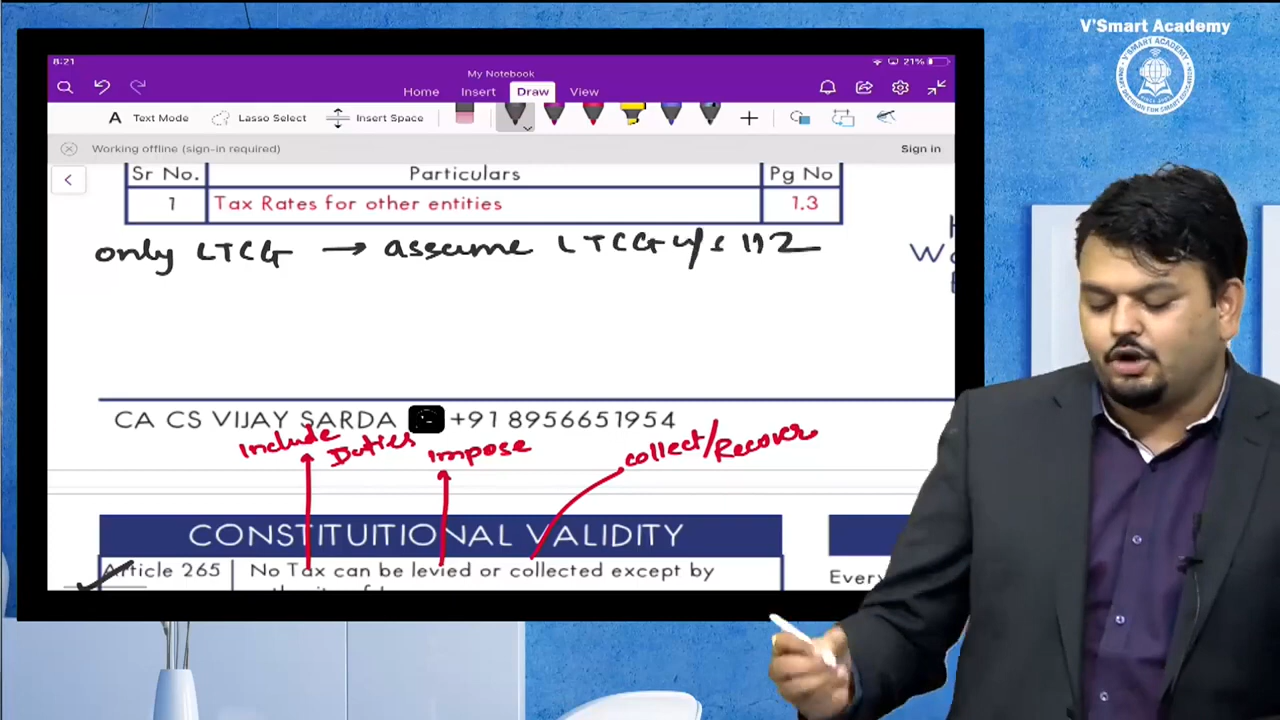 V'Smart Academy
8:21
21%
My Notebook
Home Insert Draw View
Text Mode Lasso Select Insert Space
Working offline (sign-in required) Sign in
Sr No. Particulars Pg No
1 Tax Rates for other entities 1.3
only LTCG → assume LTCG u/s 112
CA CS VIJAY SARDA +91 8956651954
Include Duties impose collect/Recover
CONSTITUITIONAL VALIDITY
Article 265 No Tax can be levied or collected except by
Every